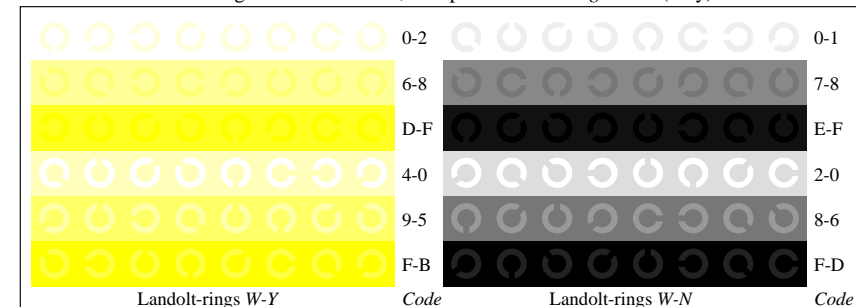 0-2 0-1
6-8 7-8
D-F E-F
4-0 2-0
9-5 8-6
F-B F-D
Landolt-rings W-Y Code Landolt-rings W-N Code